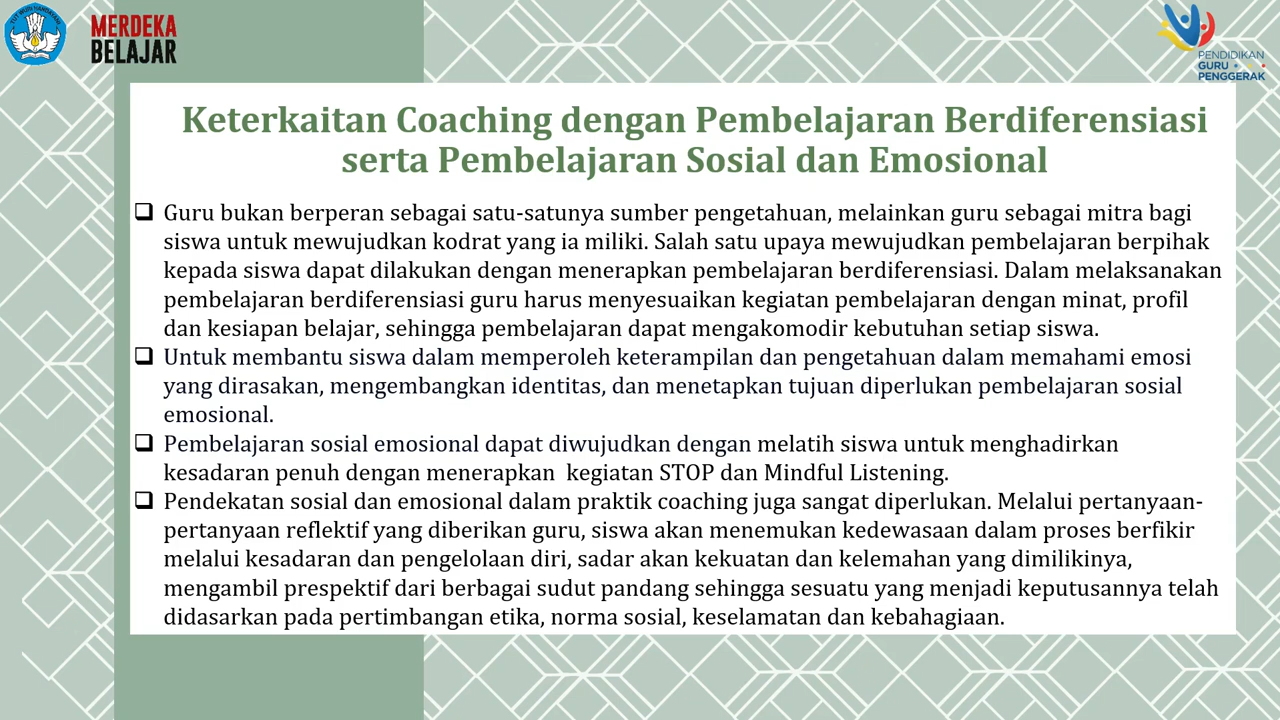 TUT WURI HANDAYANI
MERDEKA
BELAJAR
PENDIDIKAN
GURU
PENGGERAK
Keterkaitan Coaching dengan Pembelajaran Berdiferensiasi
serta Pembelajaran Sosial dan Emosional
Guru bukan berperan sebagai satu-satunya sumber pengetahuan, melainkan guru sebagai mitra bagi
siswa untuk mewujudkan kodrat yang ia miliki. Salah satu upaya mewujudkan pembelajaran berpihak
kepada siswa dapat dilakukan dengan menerapkan pembelajaran berdiferensiasi. Dalam melaksanakan
pembelajaran berdiferensiasi guru harus menyesuaikan kegiatan pembelajaran dengan minat, profil
dan kesiapan belajar, sehingga pembelajaran dapat mengakomodir kebutuhan setiap siswa.
Untuk membantu siswa dalam memperoleh keterampilan dan pengetahuan dalam memahami emosi
yang dirasakan, mengembangkan identitas, dan menetapkan tujuan diperlukan pembelajaran sosial
emosional.
Pembelajaran sosial emosional dapat diwujudkan dengan melatih siswa untuk menghadirkan
kesadaran penuh dengan menerapkan  kegiatan STOP dan Mindful Listening.
Pendekatan sosial dan emosional dalam praktik coaching juga sangat diperlukan. Melalui pertanyaan-
pertanyaan reflektif yang diberikan guru, siswa akan menemukan kedewasaan dalam proses berfikir
melalui kesadaran dan pengelolaan diri, sadar akan kekuatan dan kelemahan yang dimilikinya,
mengambil prespektif dari berbagai sudut pandang sehingga sesuatu yang menjadi keputusannya telah
didasarkan pada pertimbangan etika, norma sosial, keselamatan dan kebahagiaan.